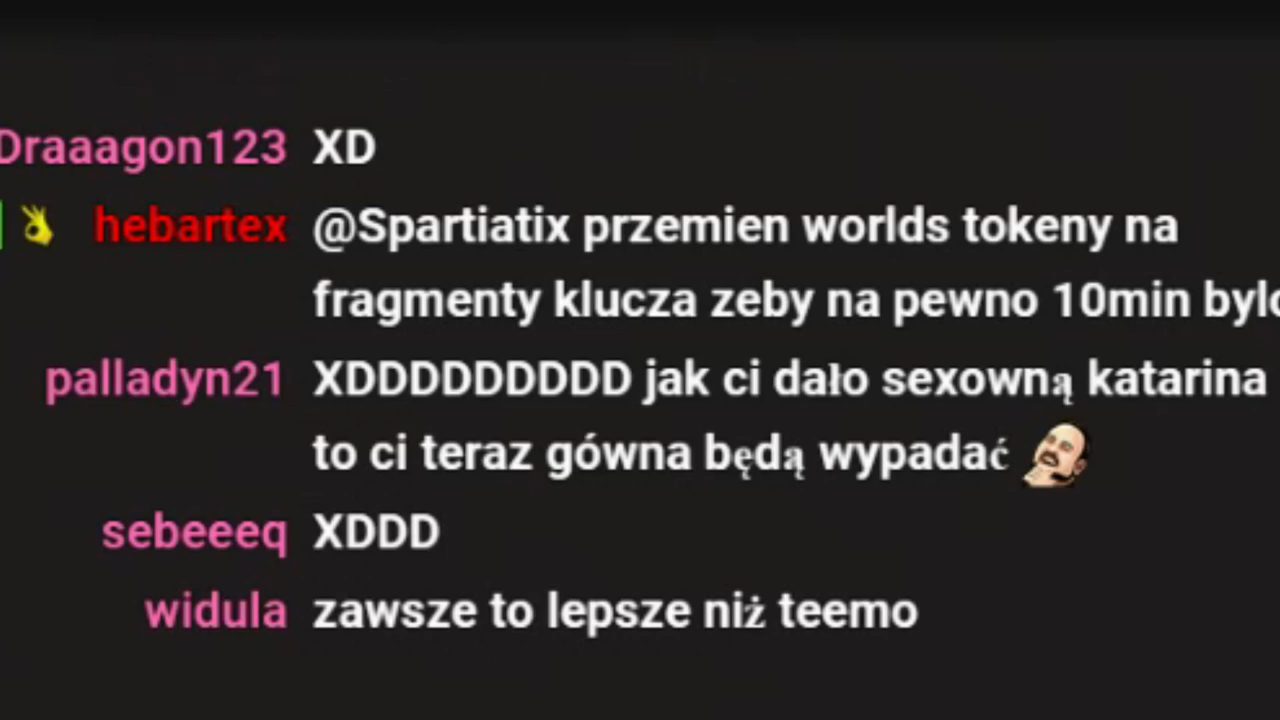 Draaagon123 XD
hebartex @Spartiatix przemien worlds tokeny na
fragmenty klucza zeby na pewno 10min bylo
palladyn21 XDDDDDDDDD jak ci dało sexowną katarina
to ci teraz gówna będą wypadać
sebeeeq XDDD
widula zawsze to lepsze niż teemo